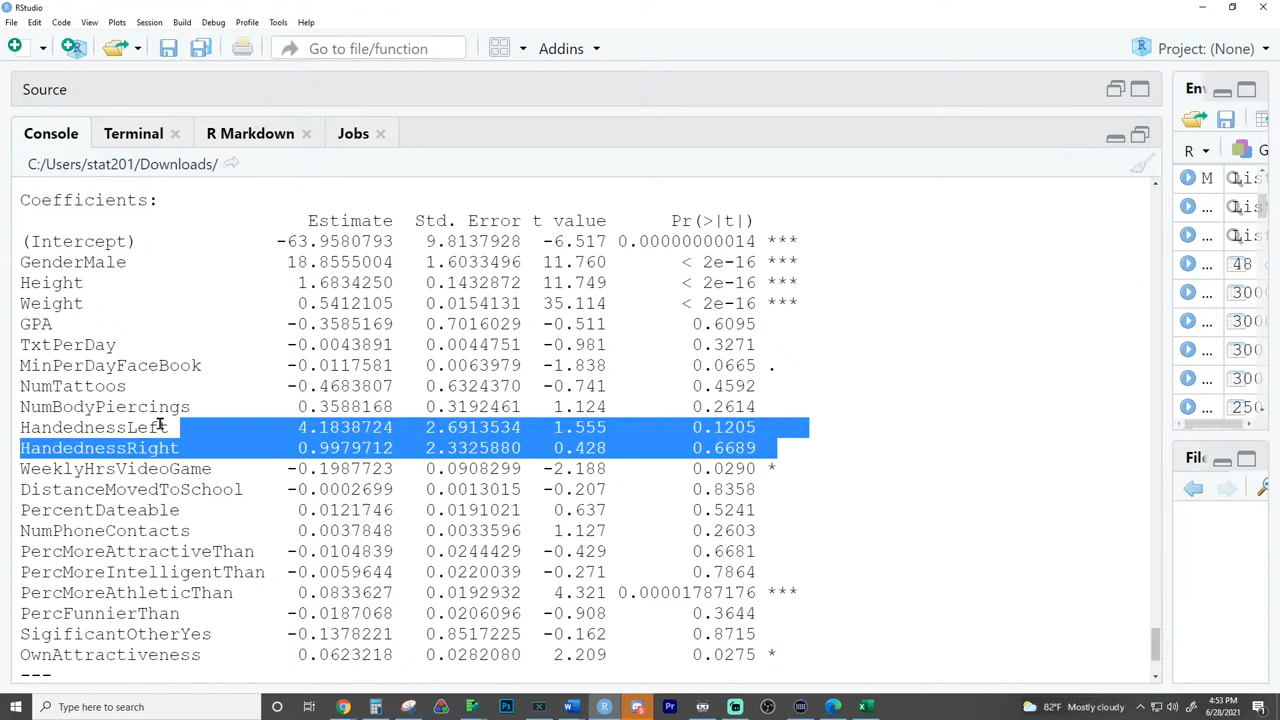 RStudio
File Edit Code View Plots Session Build Debug Profile Tools Help
Go to file/function
Addins
Project: (None)
Source
Console Terminal R Markdown Jobs
C:/Users/stat201/Downloads/
Coefficients:
Estimate Std. Error t value Pr(>|t|)
(Intercept) -63.9580793 9.8137928 -6.517 0.00000000014 ***
GenderMale 18.8555004 1.6033496 11.760 < 2e-16 ***
Height 1.6834250 0.1432872 11.749 < 2e-16 ***
Weight 0.5412105 0.0154131 35.114 < 2e-16 ***
GPA -0.3585169 0.7016029 -0.511 0.6095
TxtPerDay -0.0043891 0.0044751 -0.981 0.3271
MinPerDayFaceBook -0.0117581 0.0063979 -1.838 0.0665 .
NumTattoos -0.4683807 0.6324370 -0.741 0.4592
NumBodyPiercings 0.3588168 0.3192461 1.124 0.2614
HandednessLeft 4.1838724 2.6913534 1.555 0.1205
HandednessRight 0.9979712 2.3325880 0.428 0.6689
WeeklyHrsVideoGame -0.1987723 0.0908299 -2.188 0.0290 *
DistanceMovedToSchool -0.0002699 0.0013015 -0.207 0.8358
PercentDateable 0.0121746 0.0191021 0.637 0.5241
NumPhoneContacts 0.0037848 0.0033596 1.127 0.2603
PercMoreAttractiveThan -0.0104839 0.0244429 -0.429 0.6681
PercMoreIntelligentThan -0.0059644 0.0220039 -0.271 0.7864
PercMoreAthleticThan 0.0833627 0.0192932 4.321 0.00001787176 ***
PercFunnierThan -0.0187068 0.0206096 -0.908 0.3644
SigificantOtherYes -0.1378221 0.8517225 -0.162 0.8715
OwnAttractiveness 0.0623218 0.0282080 2.209 0.0275 *
---
En
R G
M List
... List
... List
... 48
... 300
... 300
... 300
... 300
... 250
File
Type here to search
82°F Mostly cloudy
4:53 PM
6/28/2021